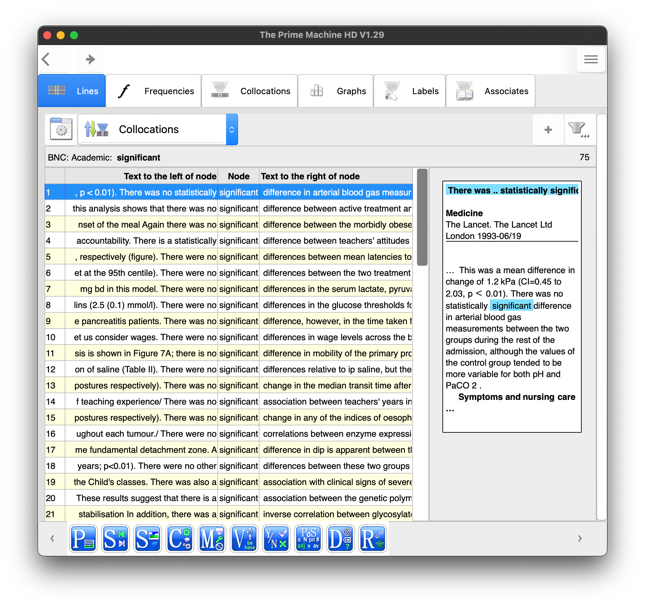 The Prime Machine HD V1.29
Lines
Frequencies
Collocations
Graphs
Labels
Associates
Collocations
BNC: Academic: significant
75
Text to the left of node Node Text to the right of node
1 , p < 0.01). There was no statistically significant difference in arterial blood gas measur
2 this analysis shows that there was no significant difference between active treatment ar
3 nset of the meal Again there was no significant difference between the morbidly obese
4 accountability. There is a statistically significant difference between teachers' attitudes
5 , respectively (figure). There were no significant differences between mean latencies to
6 et at the 95th centile). There were no significant differences between the two treatment
7 mg bd in this model. There were no significant differences in the serum lactate, pyruva
8 lins (2.5 (0.1) mmol/l). There were no significant differences in the glucose thresholds fo
9 e pancreatitis patients. There was no significant difference, however, in the time taken f
10 et us consider wages. There were no significant differences in wage levels across the b
11 sis is shown in Figure 7A; there is no significant difference in mobility of the primary pro
12 on of saliva (Table II). There were no significant differences relative to ip saline, but the
13 postures respectively). There was no significant change in the median transit time after
14 f teaching experience/ There was no significant association between teachers' years in
15 postures respectively). There was no significant change in any of the indices of oesoph
16 ughout each tumour./ There were no significant correlations between enzyme expressi
17 me fundamental detachment zone. A significant difference in dip is apparent between th
18 years; p<0.01). There were no other significant differences between these two groups
19 the Child's classes. There was also a significant association with clinical signs of severe
20 These results suggest that there is a significant association between the genetic polym
21 stabilisation In addition, there was a significant inverse correlation between glycosylate
There was .. statistically signific
Medicine
The Lancet. The Lancet Ltd
London 1993-06/19
... This was a mean difference in
change of 1.2 kPa (CI=0.45 to
2.03, p < 0.01). There was no
statistically significant difference
in arterial blood gas
measurements between the two
groups during the rest of the
admission, although the values of
the control group tended to be
more variable for both pH and
PaCO 2 .
Symptoms and nursing care
...
P S S C M V Y/N PoS D R